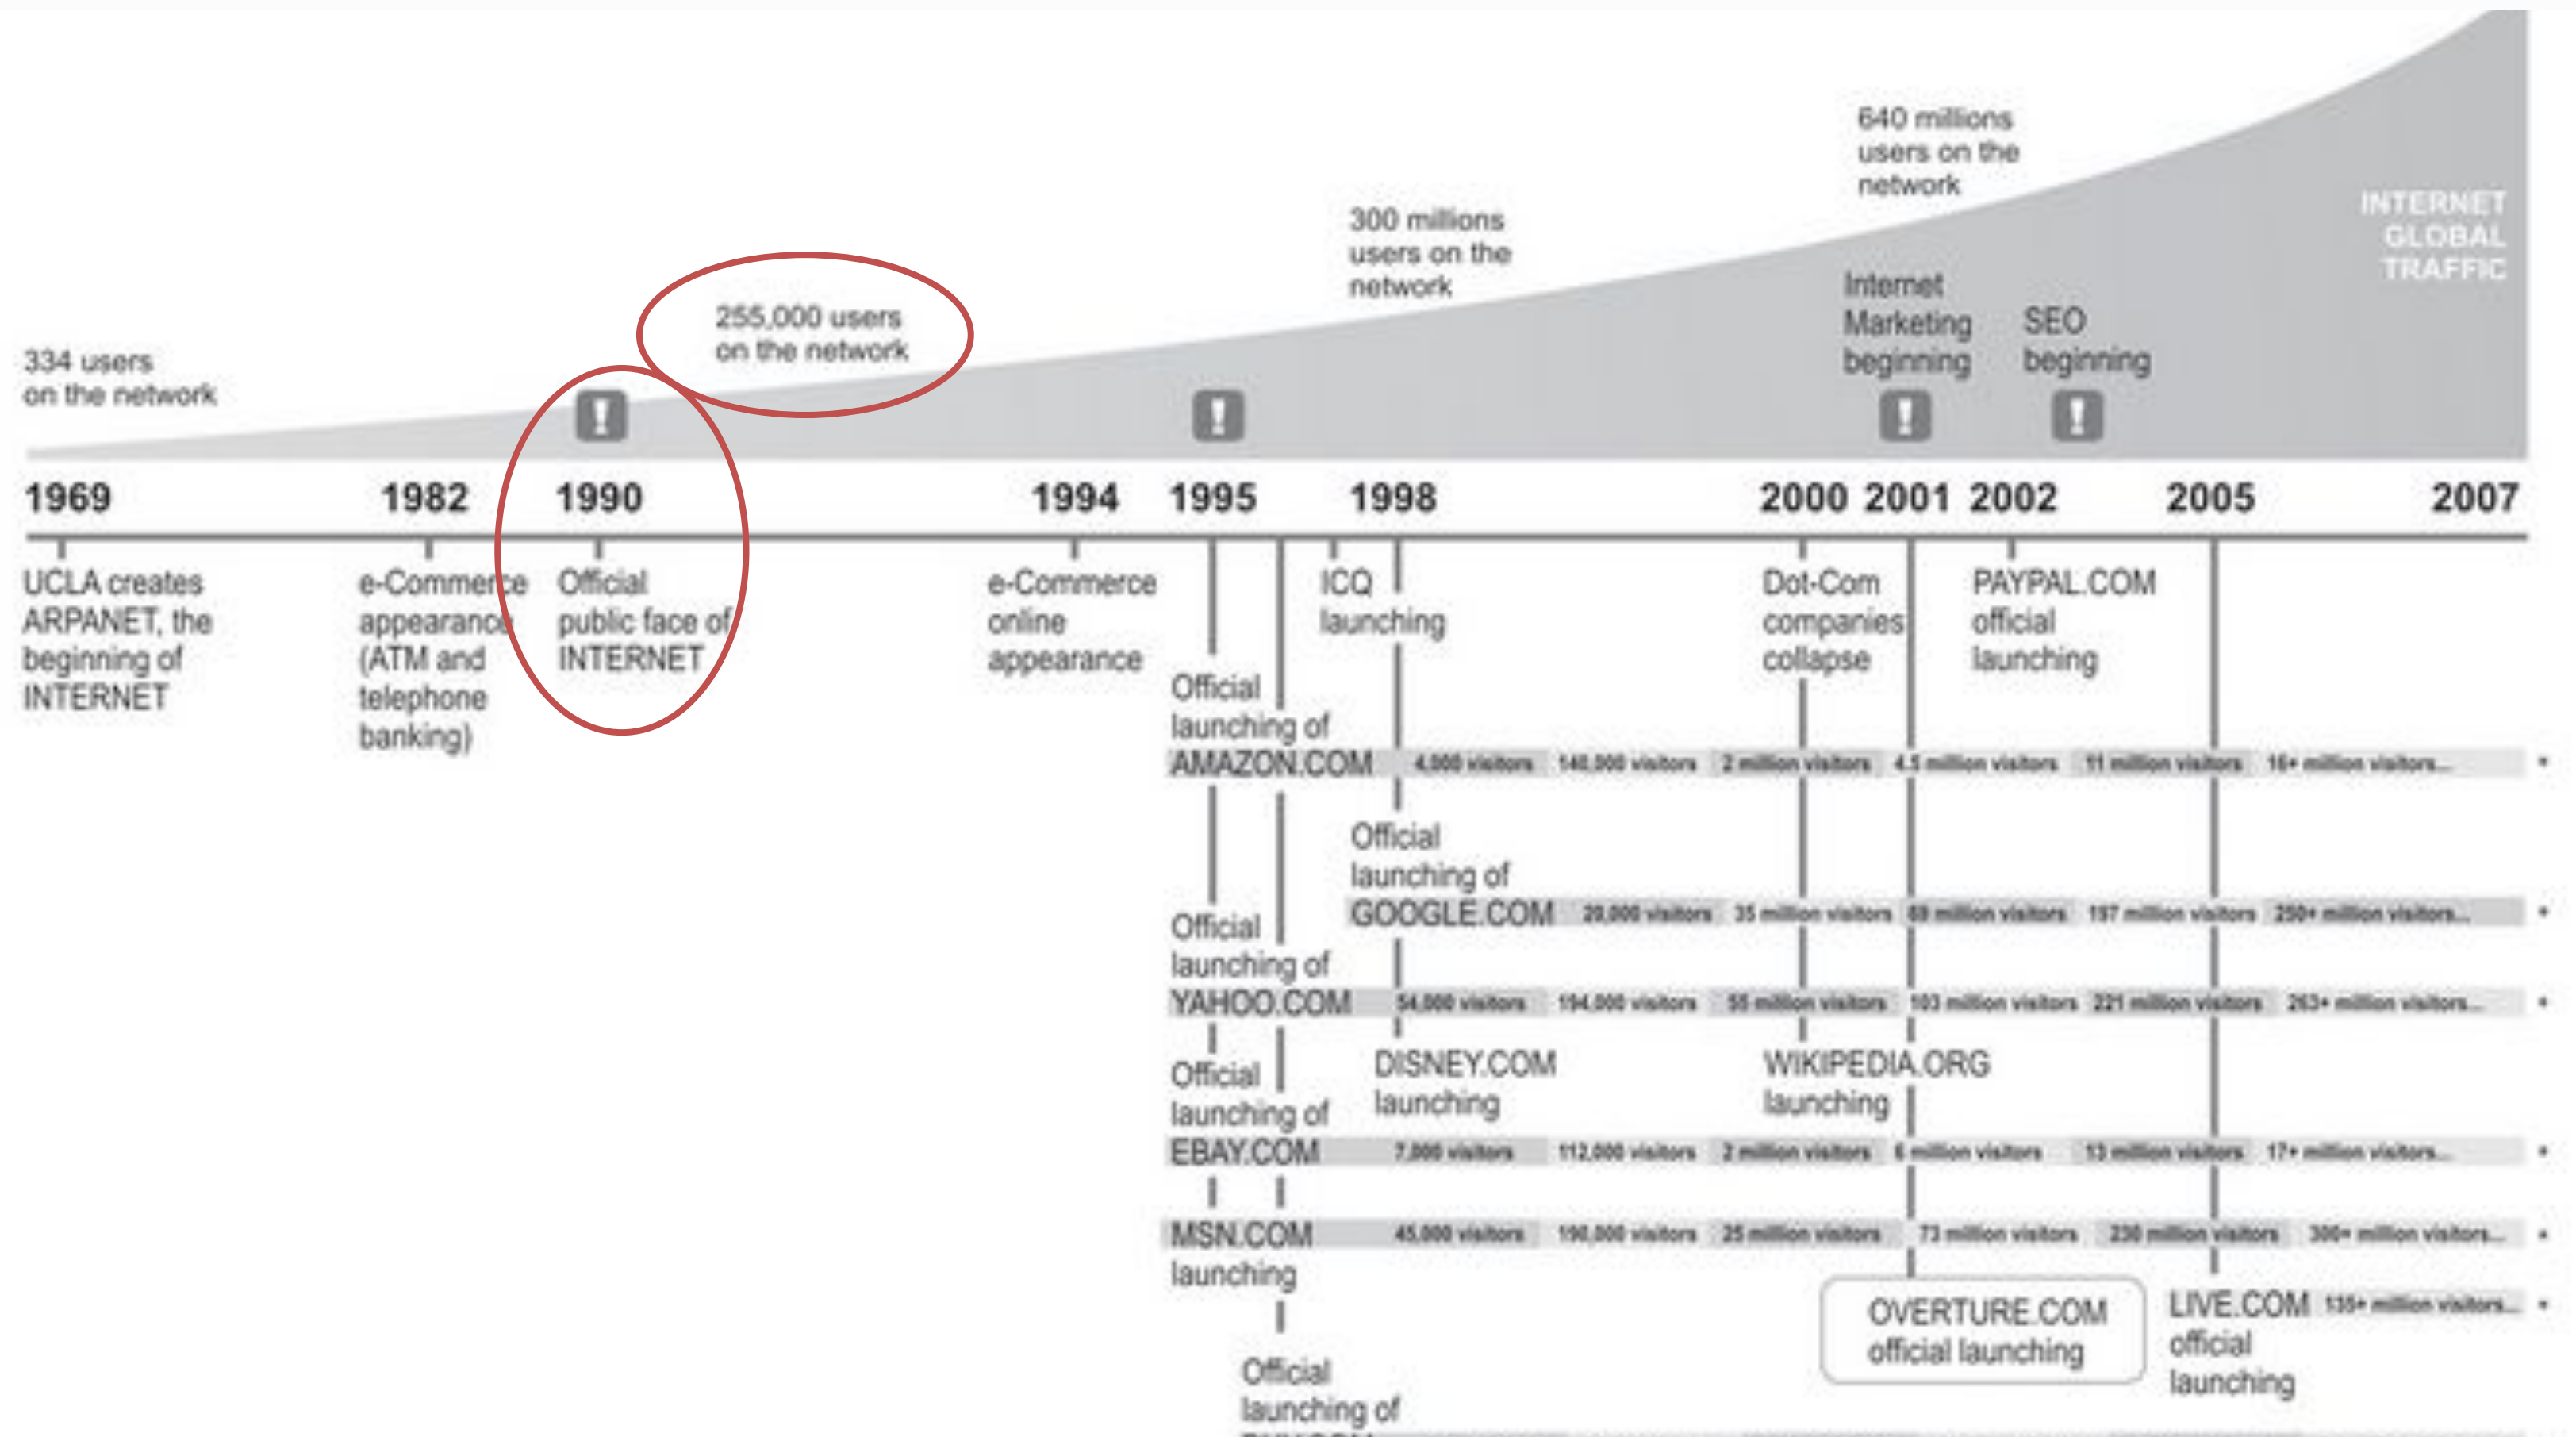 640 millions
users on the
network
300 millions
users on the
network
INTERNET
GLOBAL
TRAFFIC
255,000 users
on the network
334 users
on the network
Internet
Marketing
beginning
SEO
beginning
! ! ! !
1969 1982 1990 1994 1995 1998 2000 2001 2002 2005 2007
UCLA creates
ARPANET, the
beginning of
INTERNET
e-Commerce
appearance
(ATM and
telephone
banking)
Official
public face of
INTERNET
e-Commerce
online
appearance
ICQ
launching
Dot-Com
companies
collapse
PAYPAL.COM
official
launching
Official
launching of
AMAZON.COM 4,000 visitors 140,000 visitors 2 million visitors 4.5 million visitors 11 million visitors 16+ million visitors...
Official
launching of
GOOGLE.COM 20,000 visitors 35 million visitors million visitors 197 million visitors 250+ million visitors...
Official
launching of
YAHOO.COM 54,000 visitors 194,000 visitors 55 million visitors 103 million visitors 221 million visitors 263+ million visitors...
DISNEY.COM
launching
WIKIPEDIA.ORG
launching
Official
launching of
EBAY.COM 7,000 visitors 112,000 visitors 2 million visitors 6 million visitors 13 million visitors 17+ million visitors...
MSN.COM 45,000 visitors 190,000 visitors 25 million visitors 73 million visitors 230 million visitors 300+ million visitors...
launching
OVERTURE.COM
official launching
LIVE.COM 135+ million visitors...
official
launching
Official
launching of